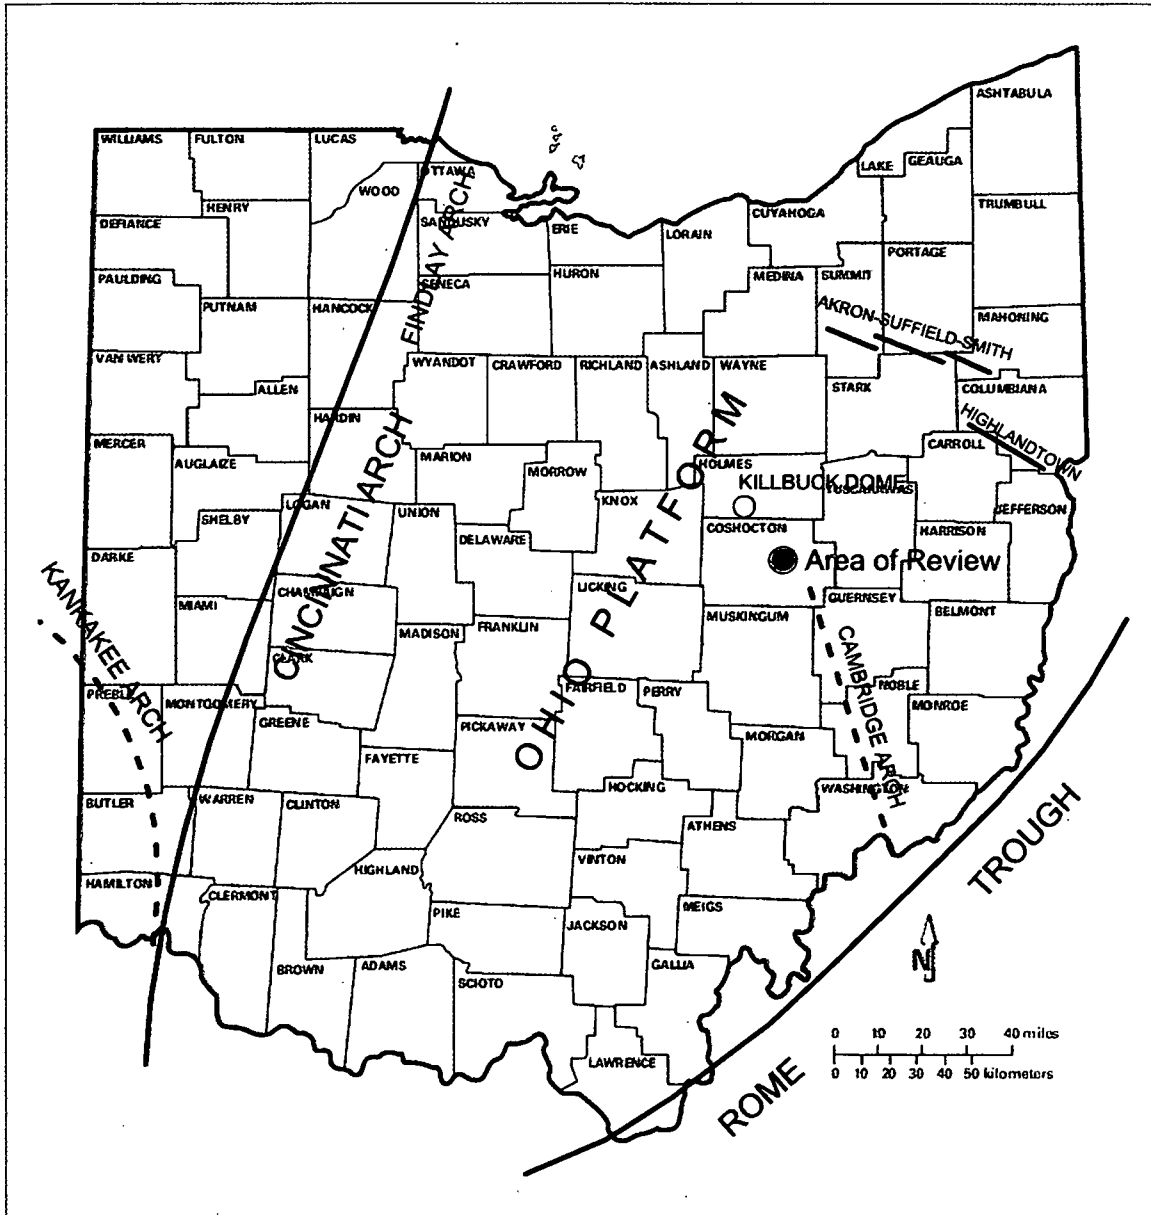 ASHTABULA
WILLIAMS
FULTON
LUCAS
LAKE
GEAUGA
OTTAWA
WOOD
TRUMBULL
HENRY
CUYAHOGA
DEFIANCE
SANDUSKY
ERIE
LORAIN
FINDLAY ARCH
PORTAGE
PAULDING
SENECA
HURON
MEDINA
SUMMIT
PUTNAM
HANCOCK
AKRON-SUFFIELD-SMITH
MAHONING
VAN WERT
WYANDOT
CRAWFORD
RICHLAND
ASHLAND
WAYNE
STARK
COLUMBIANA
ALLEN
HARDIN
HIGHLANDTOWN
MERCER
CARROLL
AUGLAIZE
MARION
MORROW
HOLMES
KILLBUCK DOME
TUSCARAWAS
LOGAN
UNION
KNOX
JEFFERSON
SHELBY
COSHOCTON
HARRISON
DELAWARE
CINCINNATI ARCH
OHIO PLATFORM
DARKE
Area of Review
KANKAKEE ARCH
CHAMPAIGN
LICKING
GUERNSEY
BELMONT
MIAMI
MUSKINGUM
MADISON
FRANKLIN
CLARK
CAMBRIDGE ARCH
PREBLE
MONTGOMERY
FAIRFIELD
PERRY
NOBLE
MONROE
GREENE
PICKAWAY
MORGAN
FAYETTE
HOCKING
WASHINGTON
BUTLER
WARREN
CLINTON
ROSS
ATHENS
VINTON
HIGHLAND
HAMILTON
CLERMONT
PIKE
MEIGS
JACKSON
BROWN
ADAMS
SCIOTO
GALLIA
LAWRENCE
ROME TROUGH
N
0 10 20 30 40 miles
0 10 20 30 40 50 kilometers